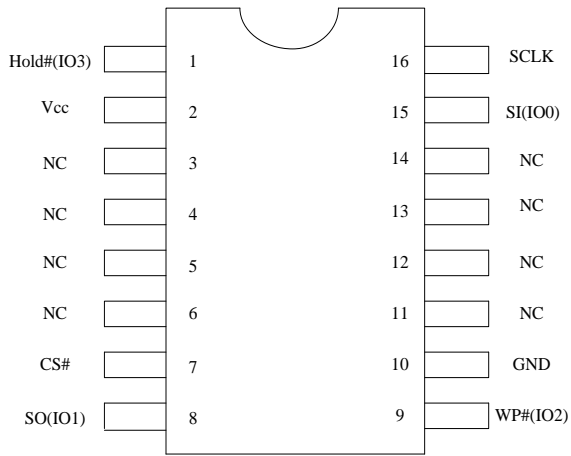 Hold#(IO3) 1 16 SCLK
Vcc 2 15 SI(IO0)
NC 3 14 NC
NC 4 13 NC
NC 5 12 NC
NC 6 11 NC
CS# 7 10 GND
SO(IO1) 8 9 WP#(IO2)